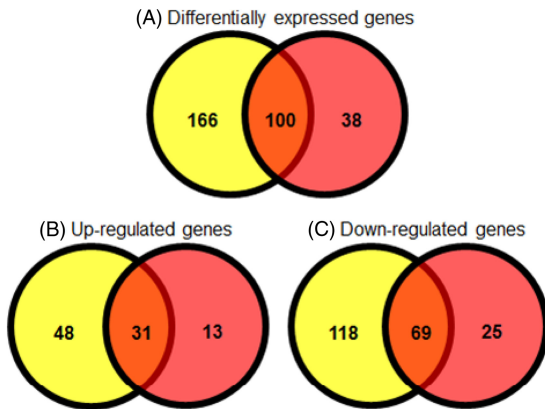 (A) Differentially expressed genes
166 100 38
(B) Up-regulated genes
(C) Down-regulated genes
48 31 13
118 69 25